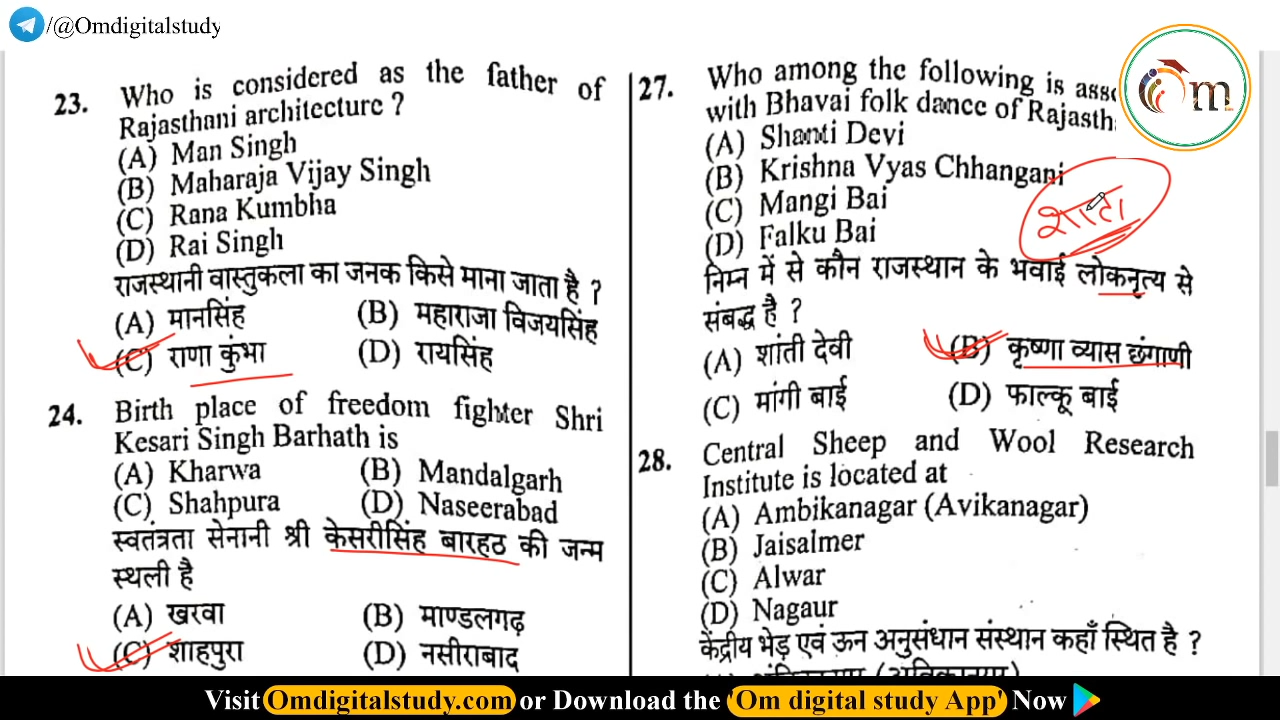 /@Omdigitalstudy
23. Who is considered as the father of
Rajasthani architecture ?
(A) Man Singh
(B) Maharaja Vijay Singh
(C) Rana Kumbha
(D) Rai Singh
राजस्थानी वास्तुकला का जनक किसे माना जाता है ?
(A) मानसिंह (B) महाराजा विजयसिंह
(C) राणा कुंभा (D) रायसिंह
24. Birth place of freedom fighter Shri
Kesari Singh Barhath is
(A) Kharwa (B) Mandalgarh
(C) Shahpura (D) Naseerabad
स्वतंत्रता सेनानी श्री केसरीसिंह बारहठ की जन्म
स्थली है
(A) खरवा (B) माण्डलगढ़
(C) शाहपुरा (D) नसीराबाद
27. Who among the following is
with Bhavai folk dance of
(A) Shanti Devi
(B) Krishna Vyas Chhangani
(C) Mangi Bai
(D) Falku Bai
निम्न में से कौन राजस्थान के भवाई लोकनृत्य से
संबद्ध है ?
(A) शांती देवी (B) कृष्णा व्यास छंगाणी
(C) मांगी बाई (D) फाल्कू बाई
28. Central Sheep and Wool Research
Institute is located at
(A) Ambikanagar (Avikanagar)
(B) Jaisalmer
(C) Alwar
(D) Nagaur
केंद्रीय भेड़ एवं ऊन अनुसंधान संस्थान कहाँ स्थित है ?
Om
Visit Omdigitalstudy.com or Download the 'Om digital study App' Now